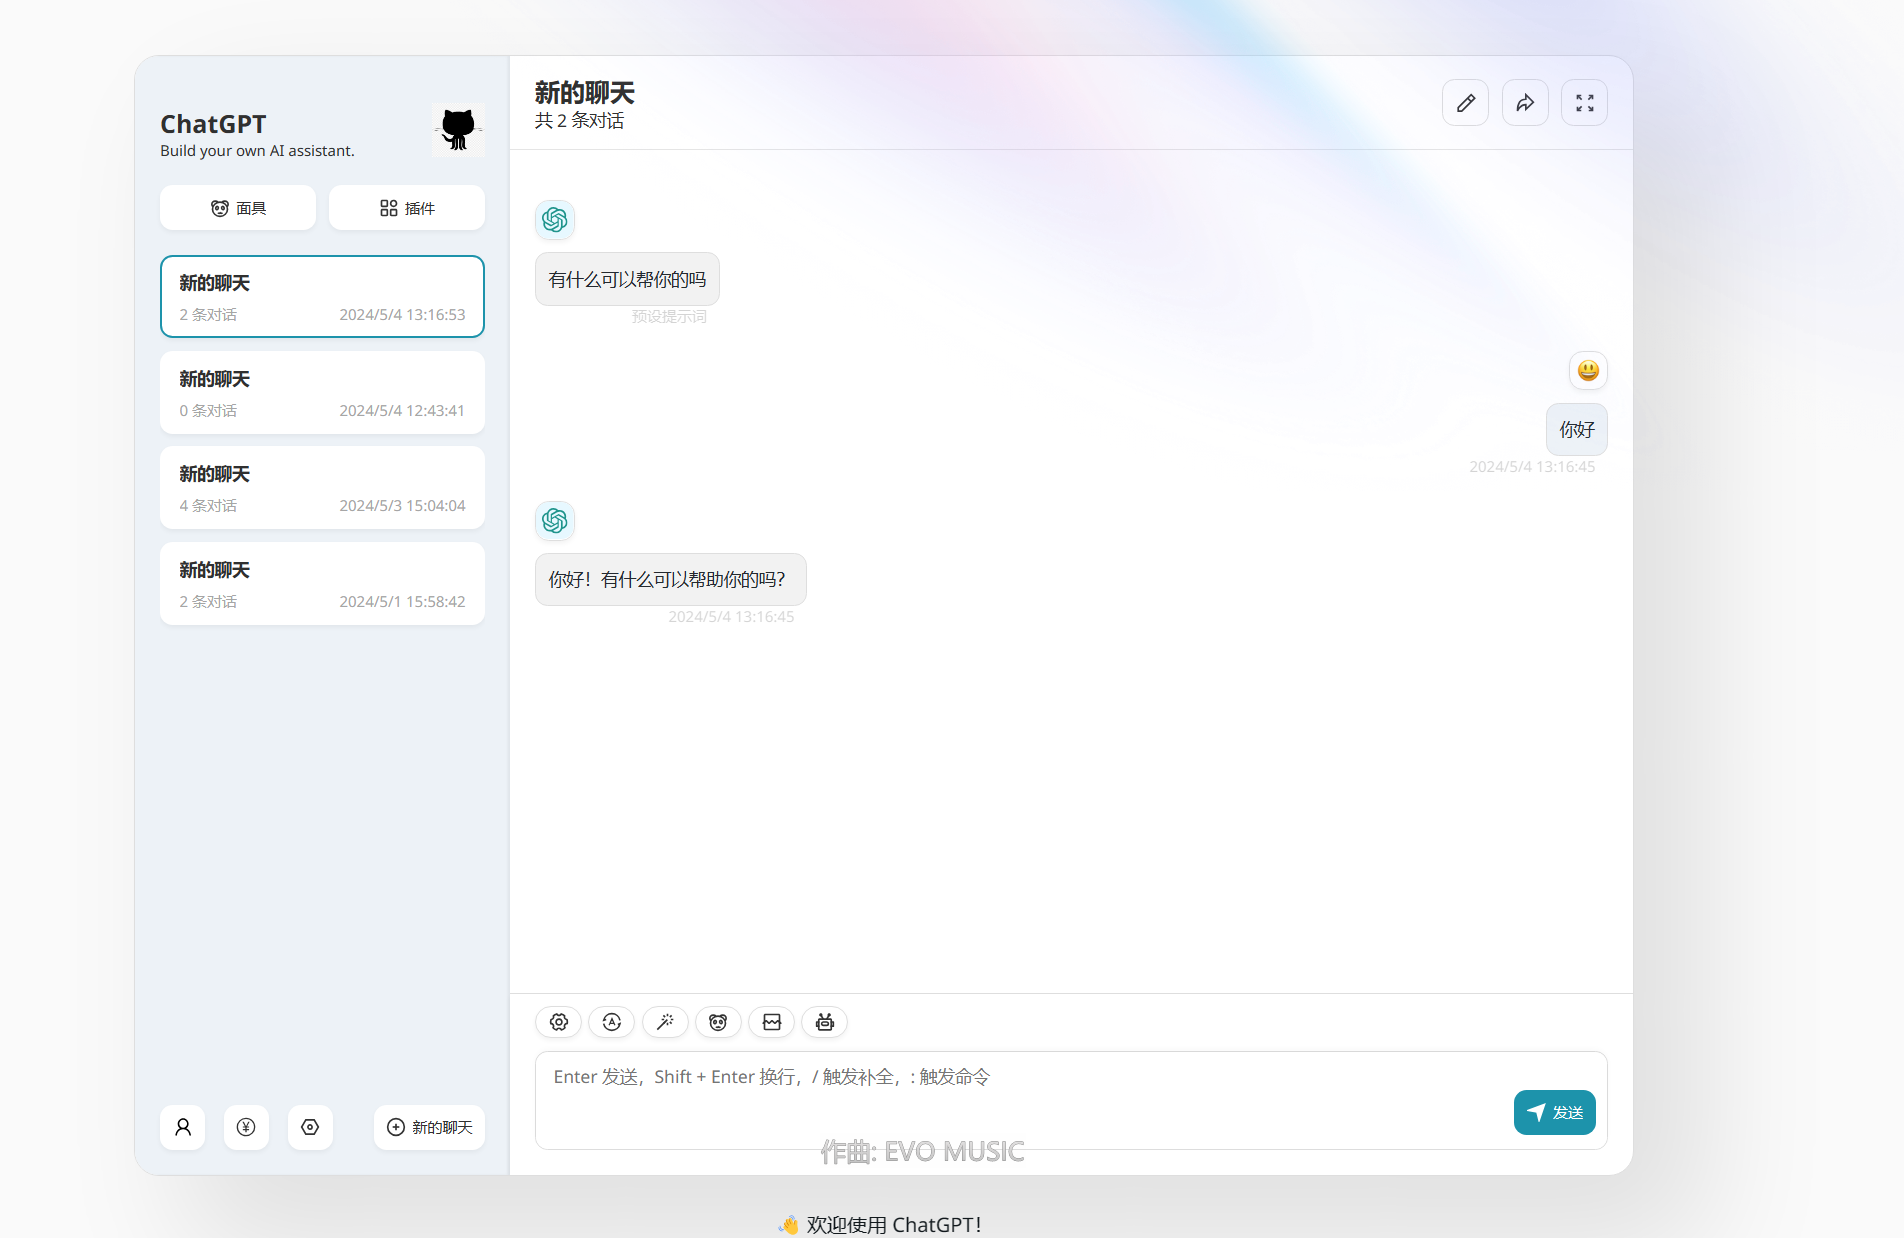 ChatGPT
Build your own AI assistant.
面具
插件
新的聊天
2 条对话 2024/5/4 13:16:53
新的聊天
0 条对话 2024/5/4 12:43:41
新的聊天
4 条对话 2024/5/3 15:04:04
新的聊天
2 条对话 2024/5/1 15:58:42
新的聊天
新的聊天
共 2 条对话
有什么可以帮你的吗
预设提示词
😃
你好
2024/5/4 13:16:45
你好！有什么可以帮助你的吗？
2024/5/4 13:16:45
Enter 发送，Shift + Enter 换行，/ 触发补全，: 触发命令
发送
作曲: EVO MUSIC
👋 欢迎使用 ChatGPT！